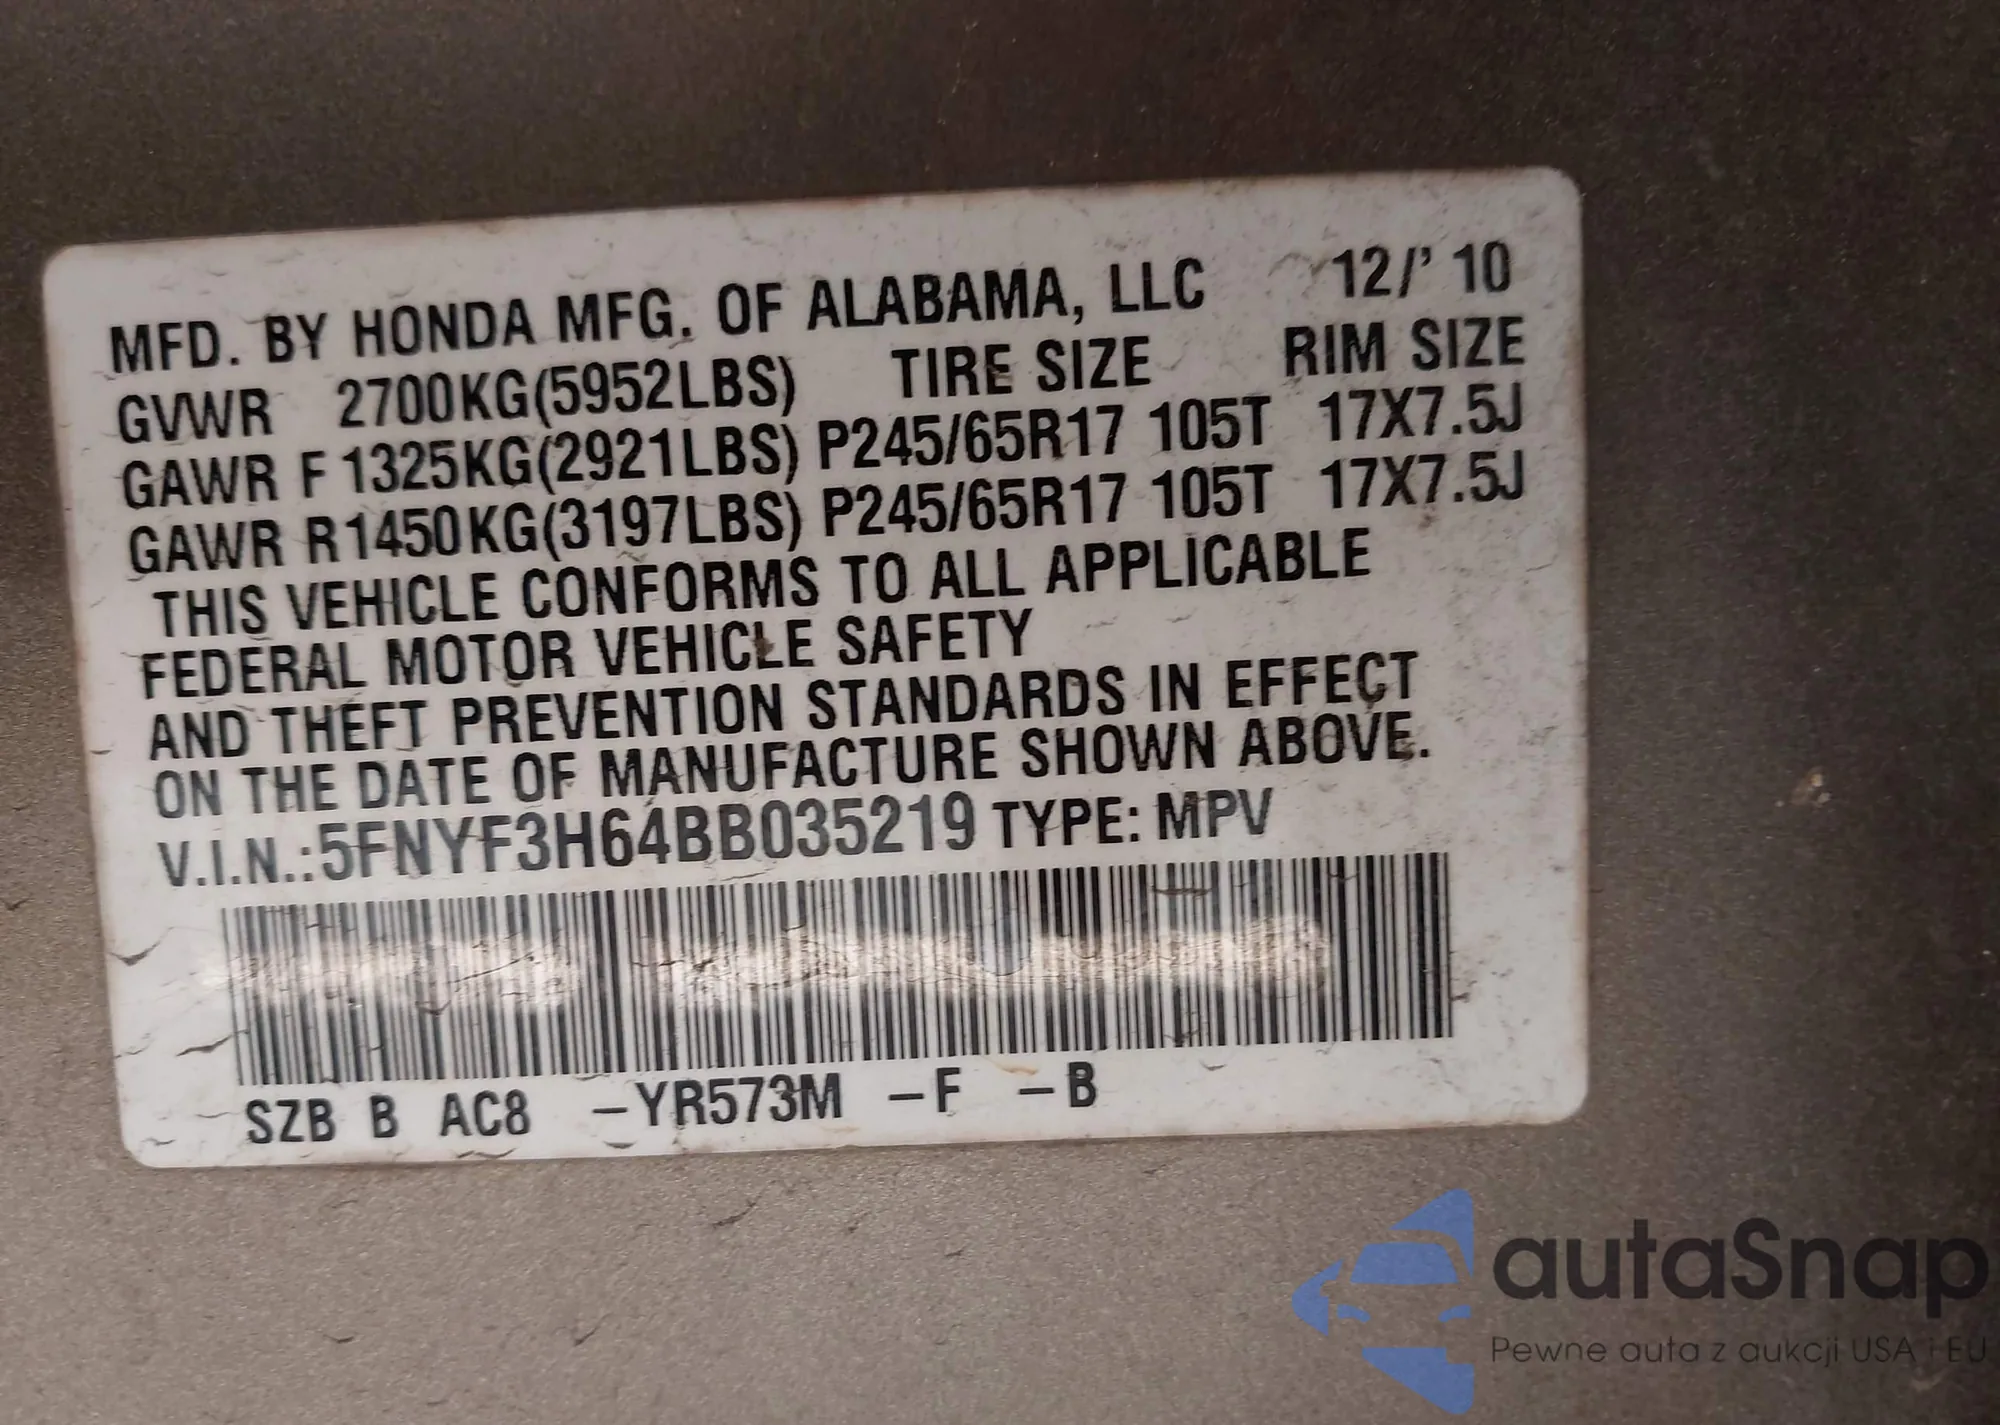 MFD. BY HONDA MFG. OF ALABAMA, LLC 12/' 10
GVWR 2700KG(5952LBS) TIRE SIZE RIM SIZE
GAWR F 1325KG(2921LBS) P245/65R17 105T 17X7.5J
GAWR R1450KG(3197LBS) P245/65R17 105T 17X7.5J
THIS VEHICLE CONFORMS TO ALL APPLICABLE
FEDERAL MOTOR VEHICLE SAFETY
AND THEFT PREVENTION STANDARDS IN EFFECT
ON THE DATE OF MANUFACTURE SHOWN ABOVE.
V.I.N.:5FNYF3H64BB035219 TYPE: MPV
SZB B AC8 –YR573M –F –B
autaSnap
Pewne auta z aukcji USA i EU